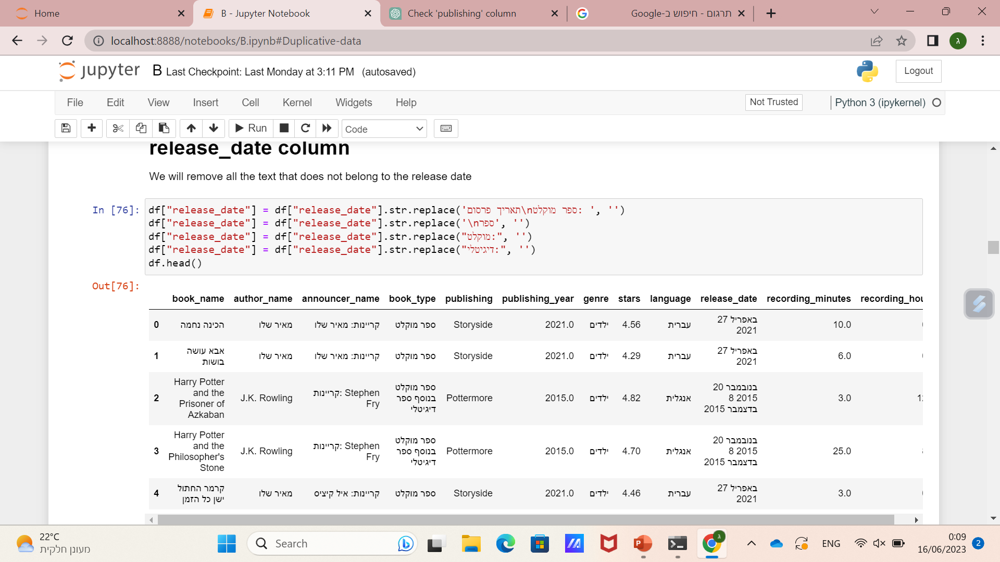 Home
B - Jupyter Notebook
Check 'publishing' column
תרגום - חיפוש ב-Google
localhost:8888/notebooks/B.ipynb#Duplicative-data
ג
jupyter B Last Checkpoint: Last Monday at 3:11 PM (autosaved)
Logout
File Edit View Insert Cell Kernel Widgets Help
Not Trusted
Python 3 (ipykernel)
Run
Code
release_date column
We will remove all the text that does not belong to the release date
In [76]:
df["release_date"] = df["release_date"].str.replace('תאריך פרסום\nספר מוקלט: ', '')
df["release_date"] = df["release_date"].str.replace('\nספר', '')
df["release_date"] = df["release_date"].str.replace("מוקלט:", '')
df["release_date"] = df["release_date"].str.replace("דיגיטלי:", '')
df.head()
Out[76]:
book_name author_name announcer_name book_type publishing publishing_year genre stars language release_date recording_minutes recording_hou
0 הכינה נחמה מאיר שלו קריינות: מאיר שלו ספר מוקלט Storyside 2021.0 ילדים 4.56 עברית 27 באפריל 2021 10.0
1 אבא עושה בושות מאיר שלו קריינות: מאיר שלו ספר מוקלט Storyside 2021.0 ילדים 4.29 עברית 27 באפריל 2021 6.0
2 Harry Potter and the Prisoner of Azkaban J.K. Rowling קריינות: Stephen Fry ספר מוקלט בנוסף ספר דיגיטלי Pottermore 2015.0 ילדים 4.82 אנגלית 20 בנובמבר 2015 8 בדצמבר 2015 3.0
3 Harry Potter and the Philosopher's Stone J.K. Rowling קריינות: Stephen Fry ספר מוקלט בנוסף ספר דיגיטלי Pottermore 2015.0 ילדים 4.70 אנגלית 20 בנובמבר 2015 8 בדצמבר 2015 25.0
4 קרמר החתול ישן כל הזמן מאיר שלו קריינות: איל קיציס ספר מוקלט Storyside 2021.0 ילדים 4.46 עברית 27 באפריל 2021 3.0
22°C
מעונן חלקית
Search
ENG
0:09
16/06/2023
2